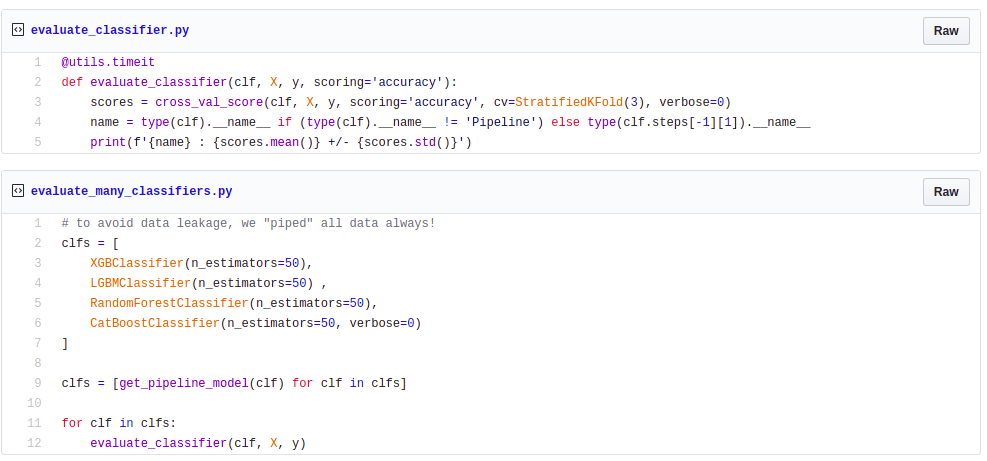 evaluate_classifier.py
Raw
1 @utils.timeit
2 def evaluate_classifier(clf, X, y, scoring='accuracy'):
3     scores = cross_val_score(clf, X, y, scoring='accuracy', cv=StratifiedKFold(3), verbose=0)
4     name = type(clf).__name__ if (type(clf).__name__ != 'Pipeline') else type(clf.steps[-1][1]).__name__
5     print(f'{name} : {scores.mean()} +/- {scores.std()}')
evaluate_many_classifiers.py
Raw
1 # to avoid data leakage, we "piped" all data always!
2 clfs = [
3     XGBClassifier(n_estimators=50),
4     LGBMClassifier(n_estimators=50) ,
5     RandomForestClassifier(n_estimators=50),
6     CatBoostClassifier(n_estimators=50, verbose=0)
7 ]
8
9 clfs = [get_pipeline_model(clf) for clf in clfs]
10
11 for clf in clfs:
12     evaluate_classifier(clf, X, y)